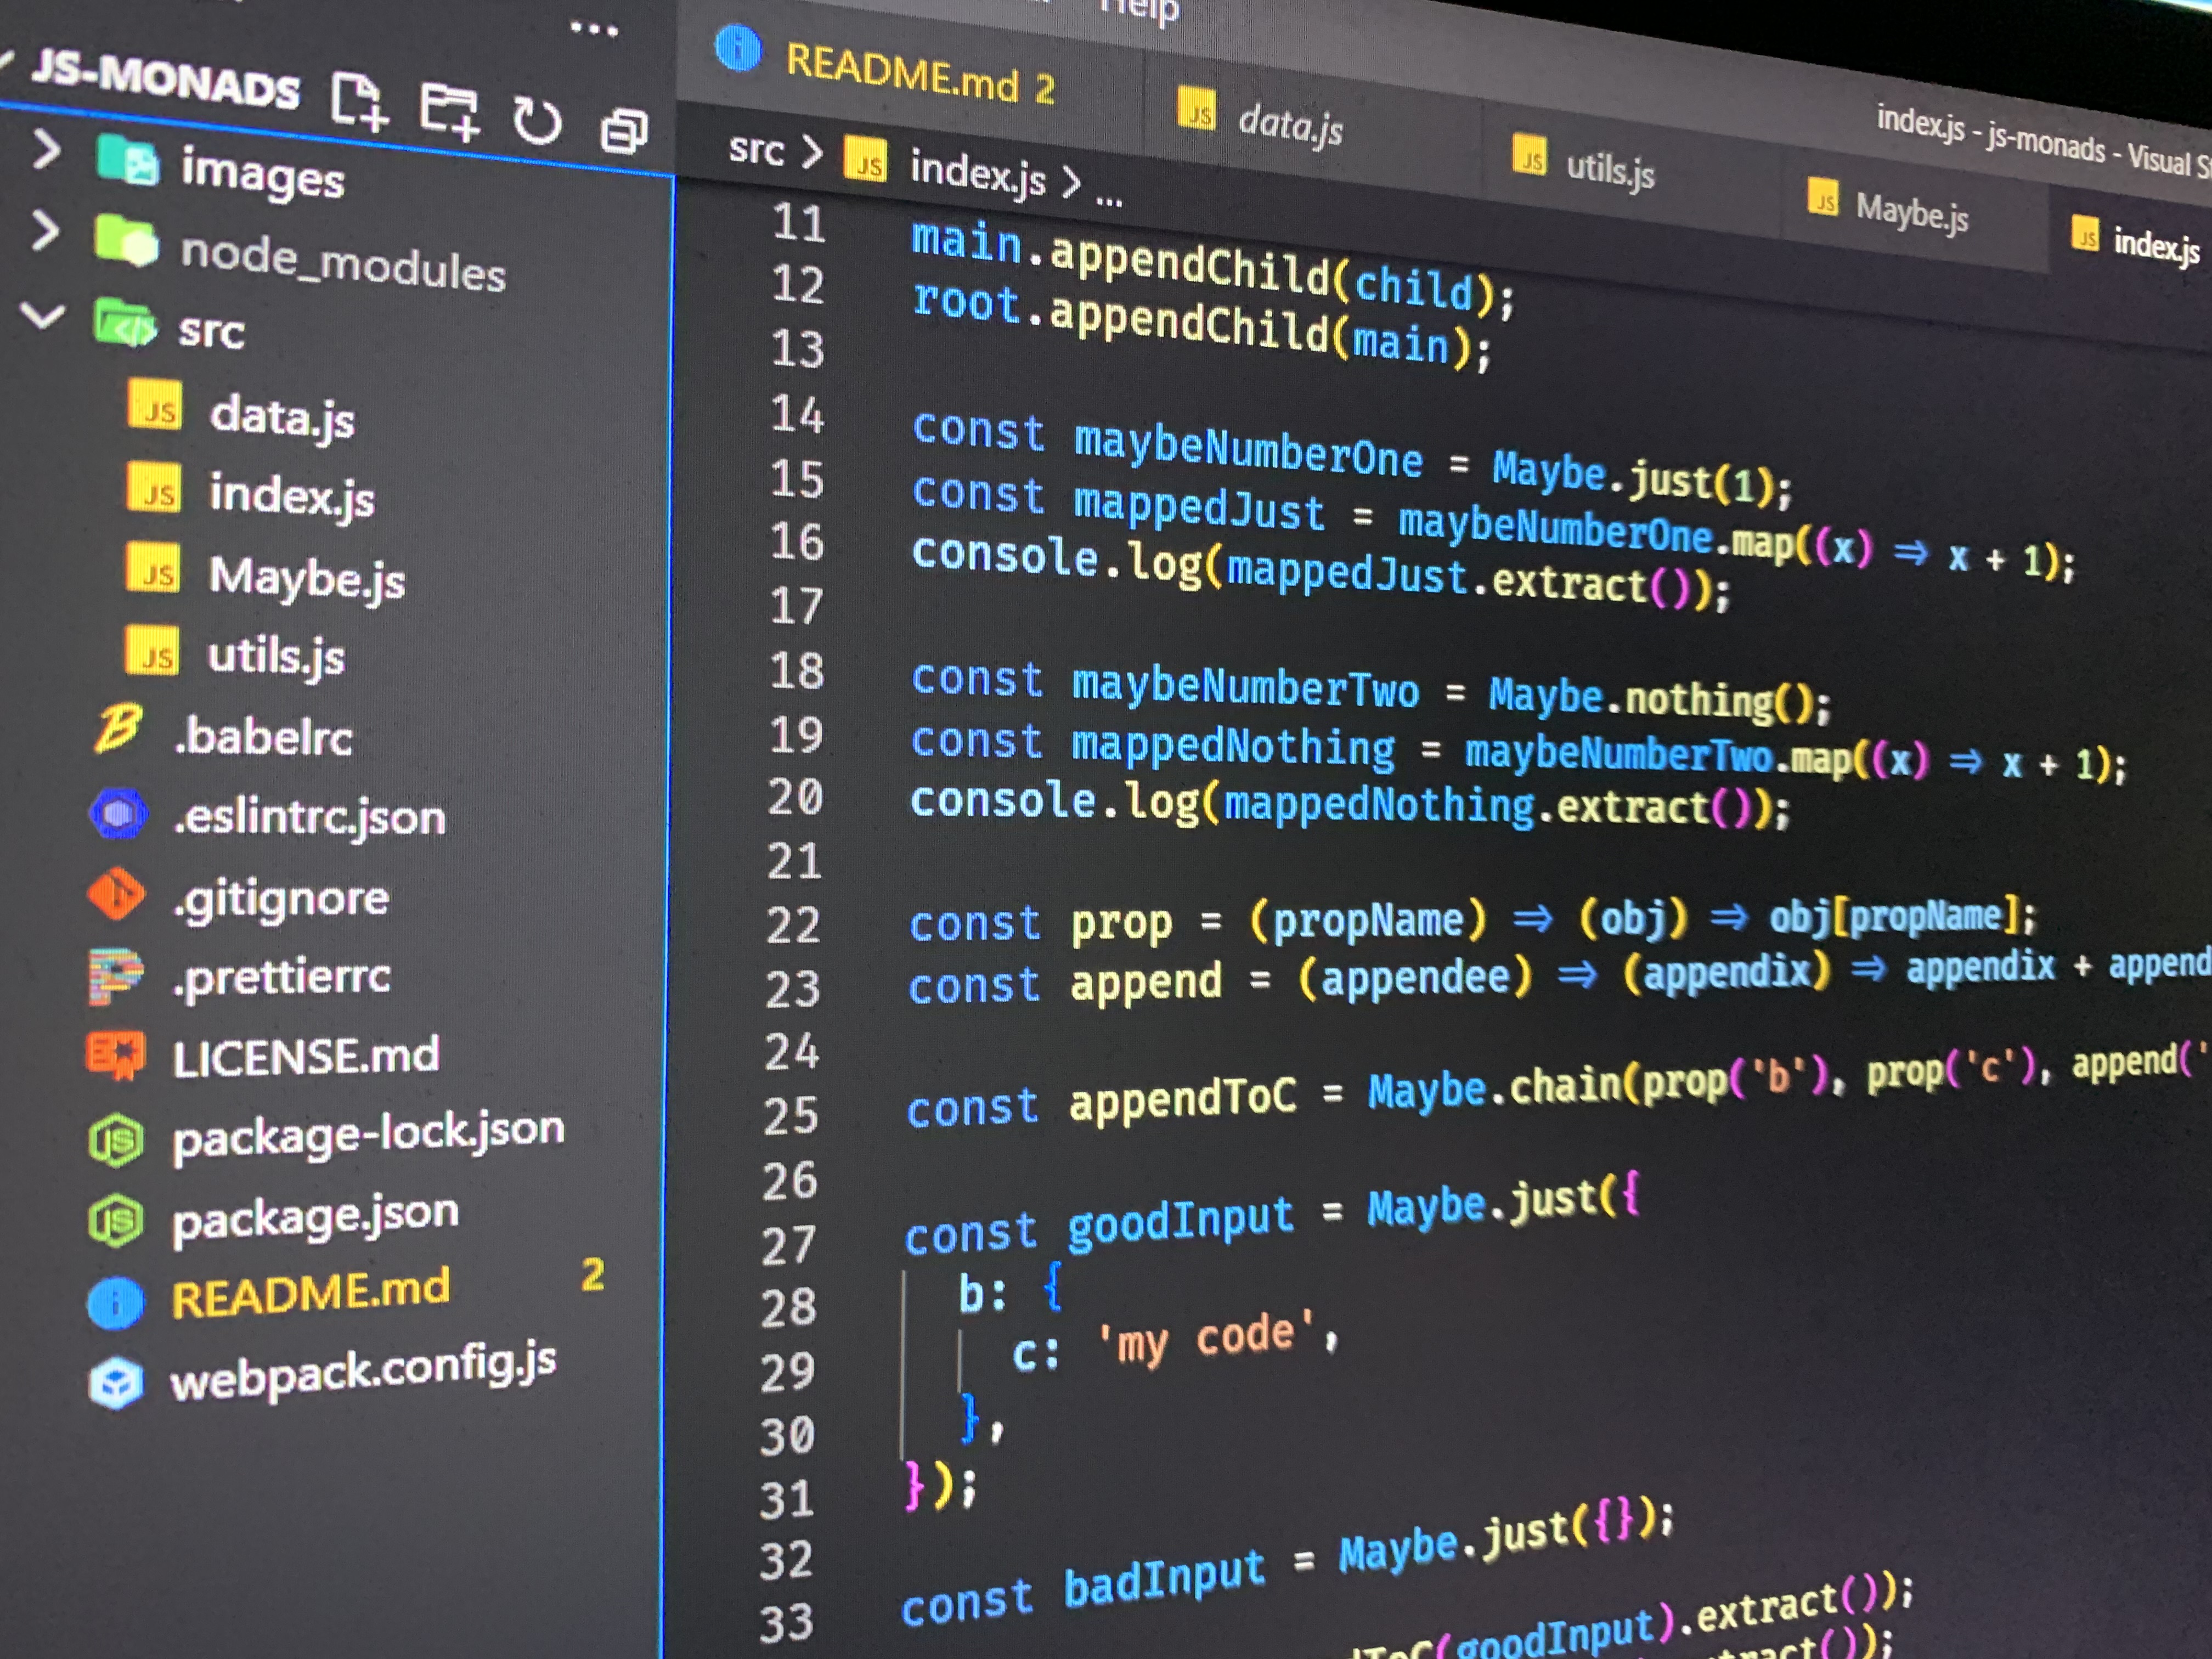 Help
index.js - js-monads - Visual
JS-MONADS
images
node_modules
src
data.js
index.js
Maybe.js
utils.js
.babelrc
.eslintrc.json
.gitignore
.prettierrc
LICENSE.md
package-lock.json
package.json
README.md 2
webpack.config.js
README.md 2
data.js
utils.js
Maybe.js
index.js
src > index.js > ...
11 main.appendChild(child);
12 root.appendChild(main);
13
14 const maybeNumberOne = Maybe.just(1);
15 const mappedJust = maybeNumberOne.map((x) => x + 1);
16 console.log(mappedJust.extract());
17
18 const maybeNumberTwo = Maybe.nothing();
19 const mappedNothing = maybeNumberTwo.map((x) => x + 1);
20 console.log(mappedNothing.extract());
21
22 const prop = (propName) => (obj) => obj[propName];
23 const append = (appendee) => (appendix) => appendix + append
24
25 const appendToC = Maybe.chain(prop('b'), prop('c'), append('
26
27 const goodInput = Maybe.just({
28 b: {
29 c: 'my code',
30 },
31 });
32
33 const badInput = Maybe.just({});
ToC(goodInput).extract());
tract());